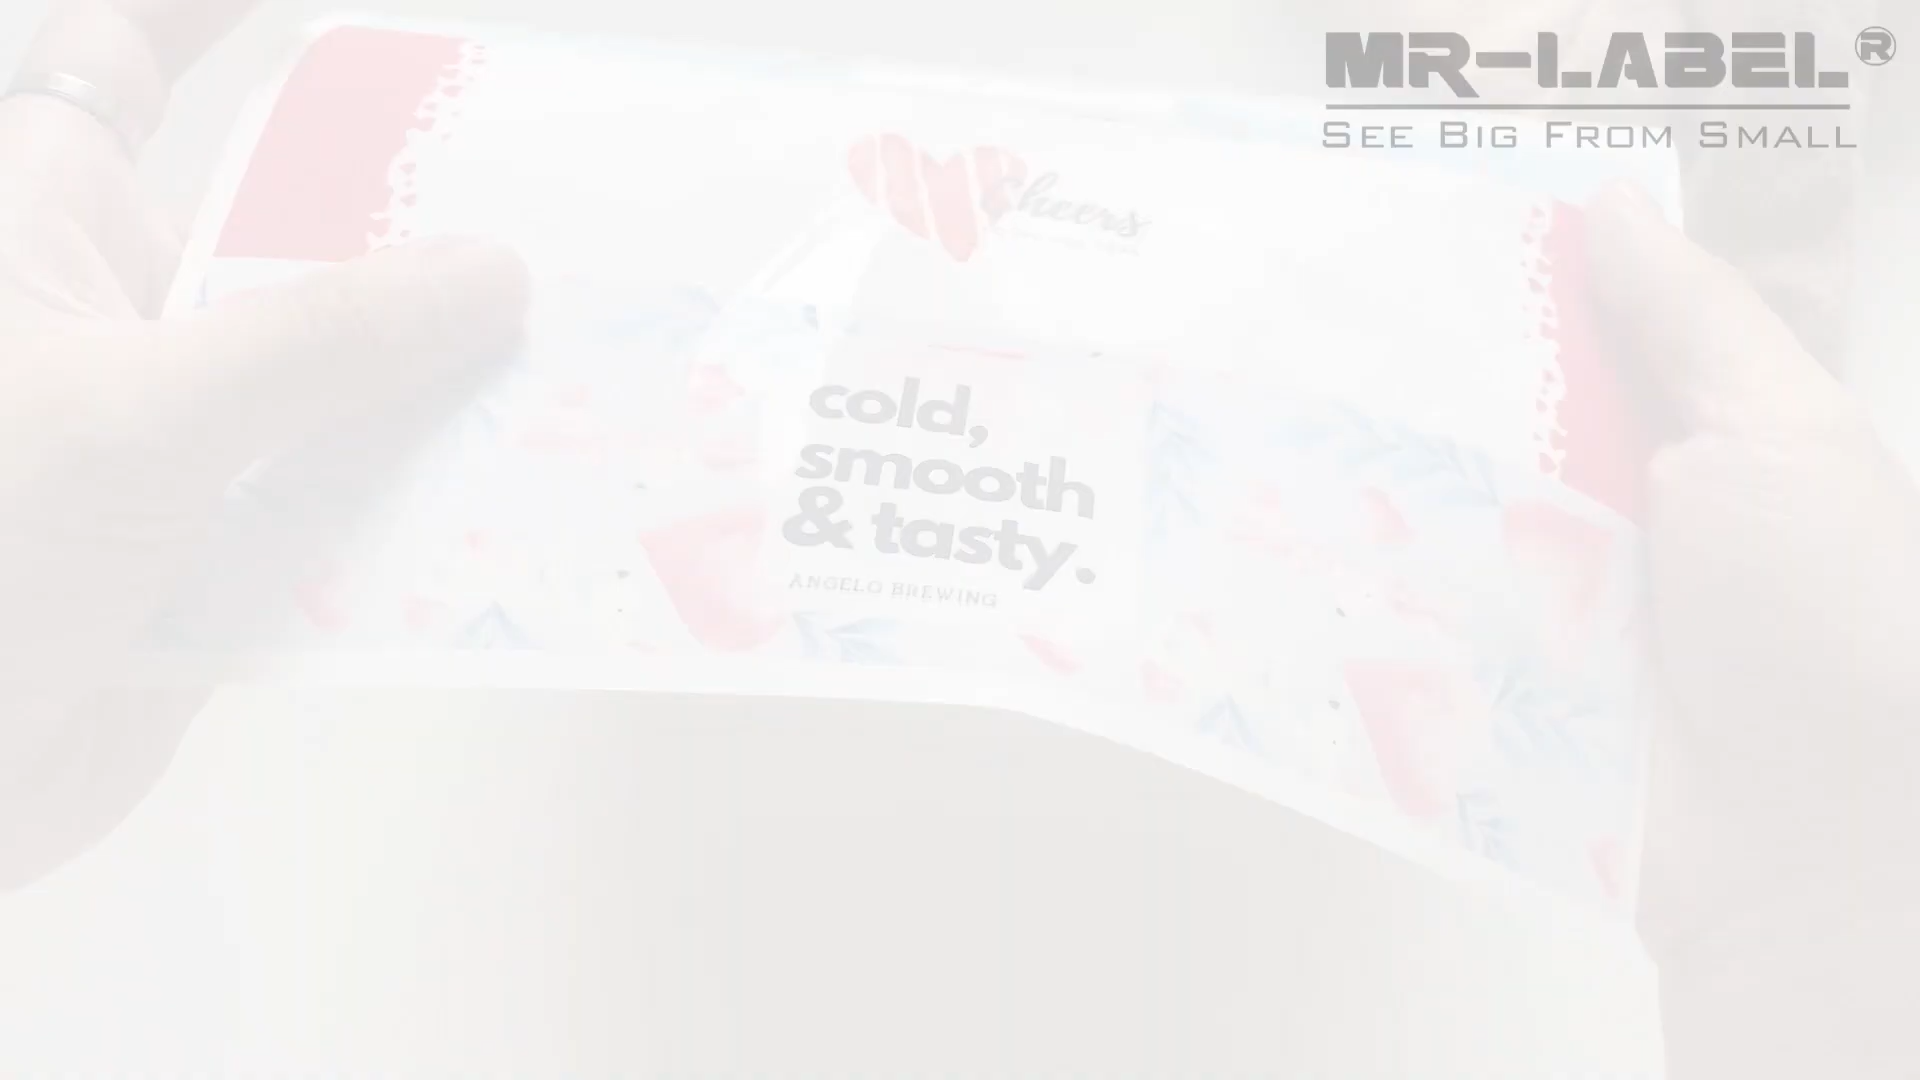 MR-LABEL®
SEE BIG FROM SMALL
Cheers
cold,
smooth
& tasty.
ANGELO BREWING